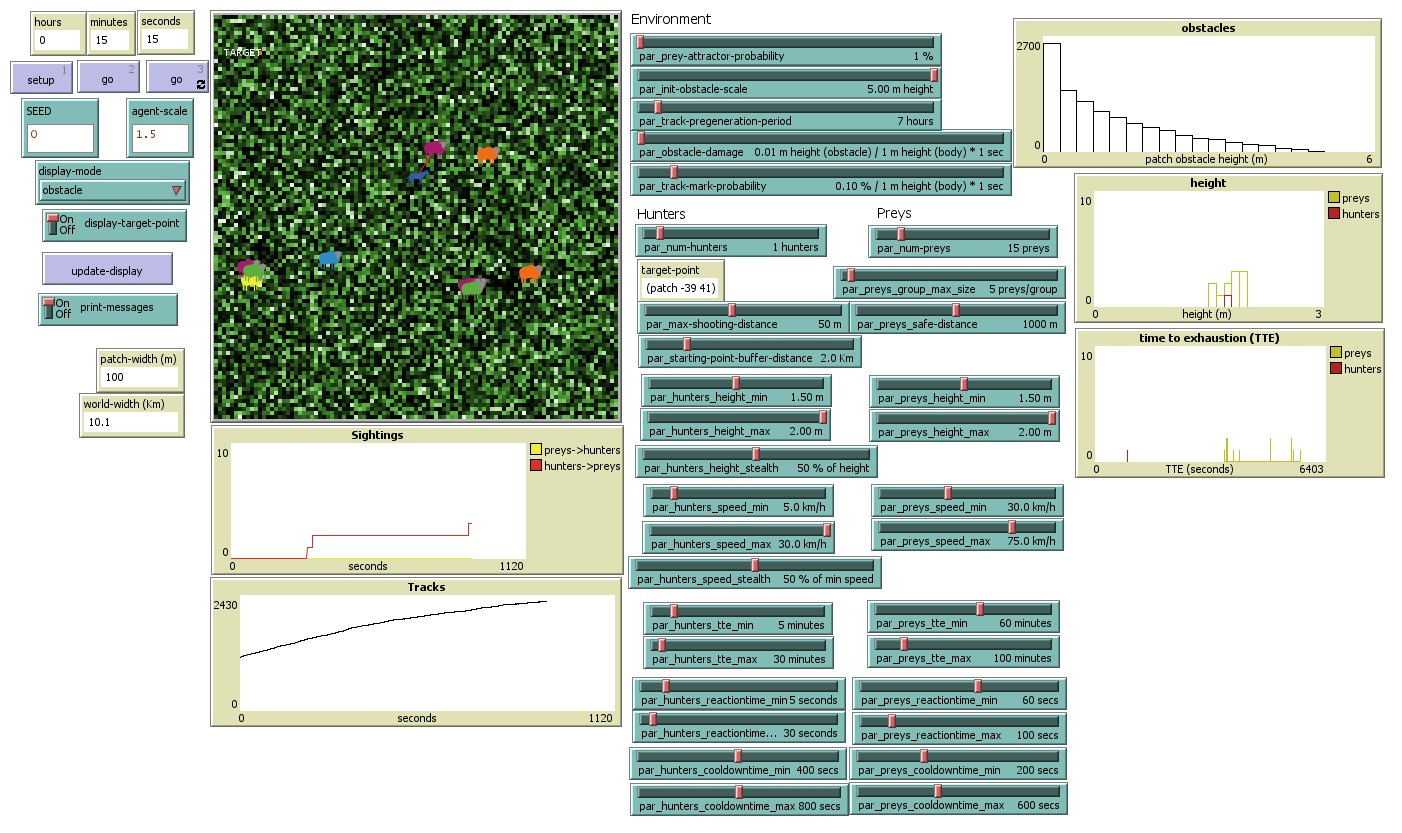 hours
0
minutes
15
seconds
15
setup
1
go
2
go
3
SEED
0
agent-scale
1.5
display-mode
obstacle
On
Off
display-target-point
update-display
On
Off
print-messages
patch-width (m)
100
world-width (Km)
10.1
TARGET
Sightings
10
0
0
seconds
1120
preys->hunters
hunters->preys
Tracks
2430
0
0
seconds
1120
Environment
par_prey-attractor-probability 1 %
par_init-obstacle-scale 5.00 m height
par_track-pregeneration-period 7 hours
par_obstacle-damage 0.01 m height (obstacle) / 1 m height (body) * 1 sec
par_track-mark-probability 0.10 % / 1 m height (body) * 1 sec
Hunters
Preys
par_num-hunters 1 hunters
par_num-preys 15 preys
target-point
(patch -39 41)
par_preys_group_max_size 5 preys/group
par_max-shooting-distance 50 m
par_preys_safe-distance 1000 m
par_starting-point-buffer-distance 2.0 Km
par_hunters_height_min 1.50 m
par_preys_height_min 1.50 m
par_hunters_height_max 2.00 m
par_preys_height_max 2.00 m
par_hunters_height_stealth 50 % of height
par_hunters_speed_min 5.0 km/h
par_preys_speed_min 30.0 km/h
par_hunters_speed_max 30.0 km/h
par_preys_speed_max 75.0 km/h
par_hunters_speed_stealth 50 % of min speed
par_hunters_tte_min 5 minutes
par_preys_tte_min 60 minutes
par_hunters_tte_max 30 minutes
par_preys_tte_max 100 minutes
par_hunters_reactiontime_min 5 seconds
par_preys_reactiontime_min 60 secs
par_hunters_reactiontime... 30 seconds
par_preys_reactiontime_max 100 secs
par_hunters_cooldowntime_min 400 secs
par_preys_cooldowntime_min 200 secs
par_hunters_cooldowntime_max 800 secs
par_preys_cooldowntime_max 600 secs
obstacles
2700
0
0
patch obstacle height (m)
6
height
10
0
0
height (m)
3
preys
hunters
time to exhaustion (TTE)
10
0
0
TTE (seconds)
6403
preys
hunters